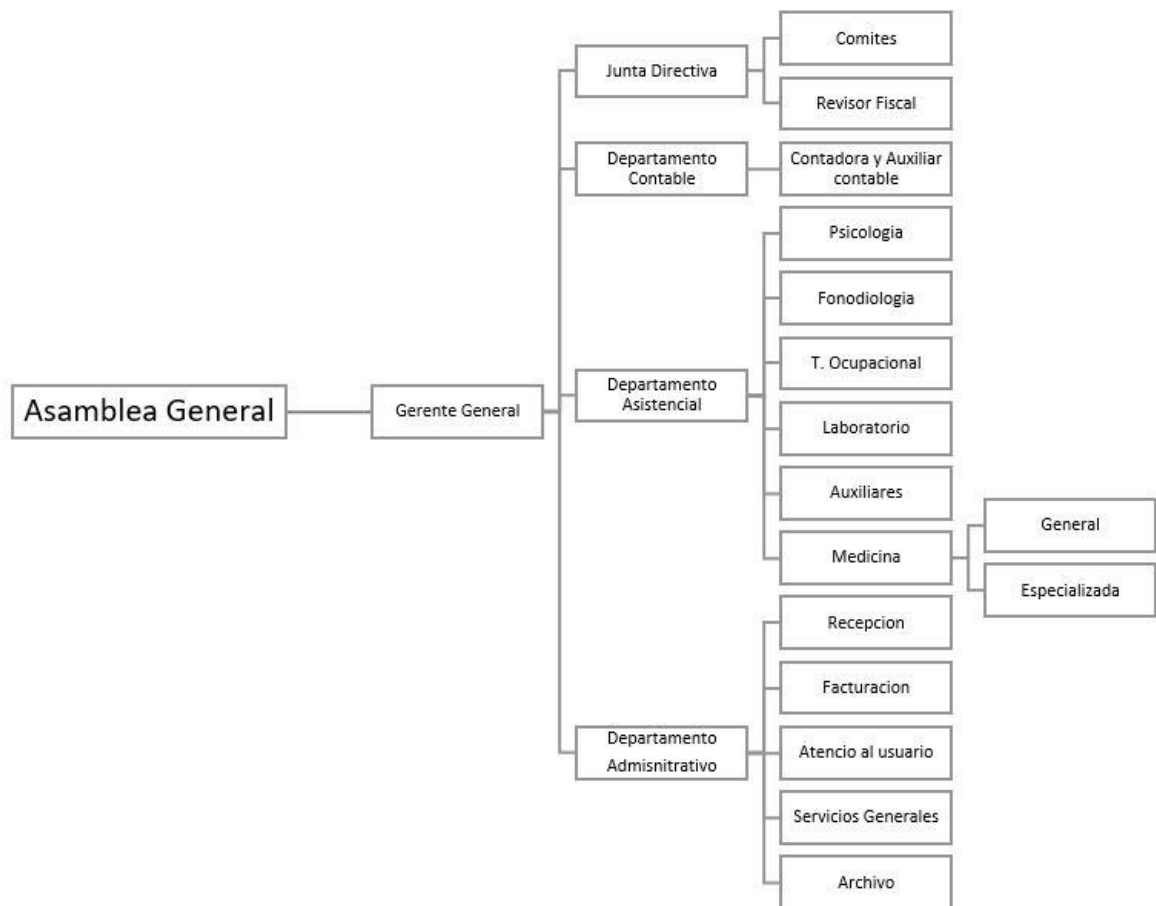 Asamblea General
Gerente General
Junta Directiva
Comites
Revisor Fiscal
Departamento
Contable
Contadora y Auxiliar
contable
Departamento
Asistencial
Psicologia
Fonodiologia
T. Ocupacional
Laboratorio
Auxiliares
Medicina
General
Especializada
Departamento
Admisnitrativo
Recepcion
Facturacion
Atencio al usuario
Servicios Generales
Archivo